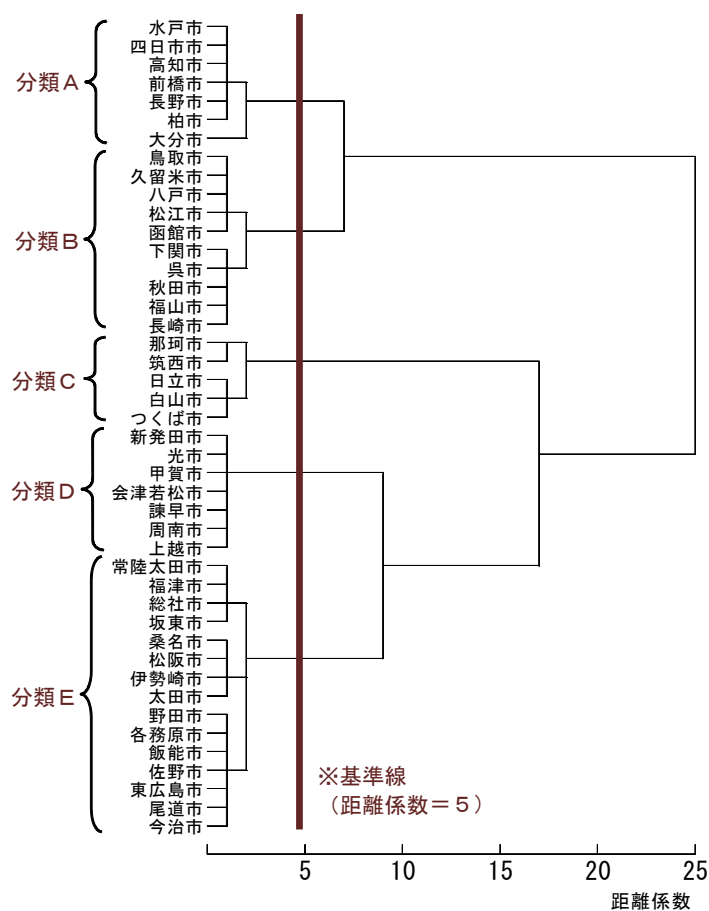 分類A
水戸市
四日市市
高知市
前橋市
長野市
柏市
大分市
分類B
鳥取市
久留米市
八戸市
松江市
函館市
下関市
呉市
秋田市
福山市
長崎市
分類C
那珂市
筑西市
日立市
白山市
つくば市
分類D
新発田市
光市
甲賀市
会津若松市
諫早市
周南市
上越市
分類E
常陸太田市
福津市
総社市
坂東市
桑名市
松阪市
伊勢崎市
太田市
野田市
各務原市
飯能市
佐野市
東広島市
尾道市
今治市
※基準線
(距離係数=5)
5 10 15 20 25
距離係数